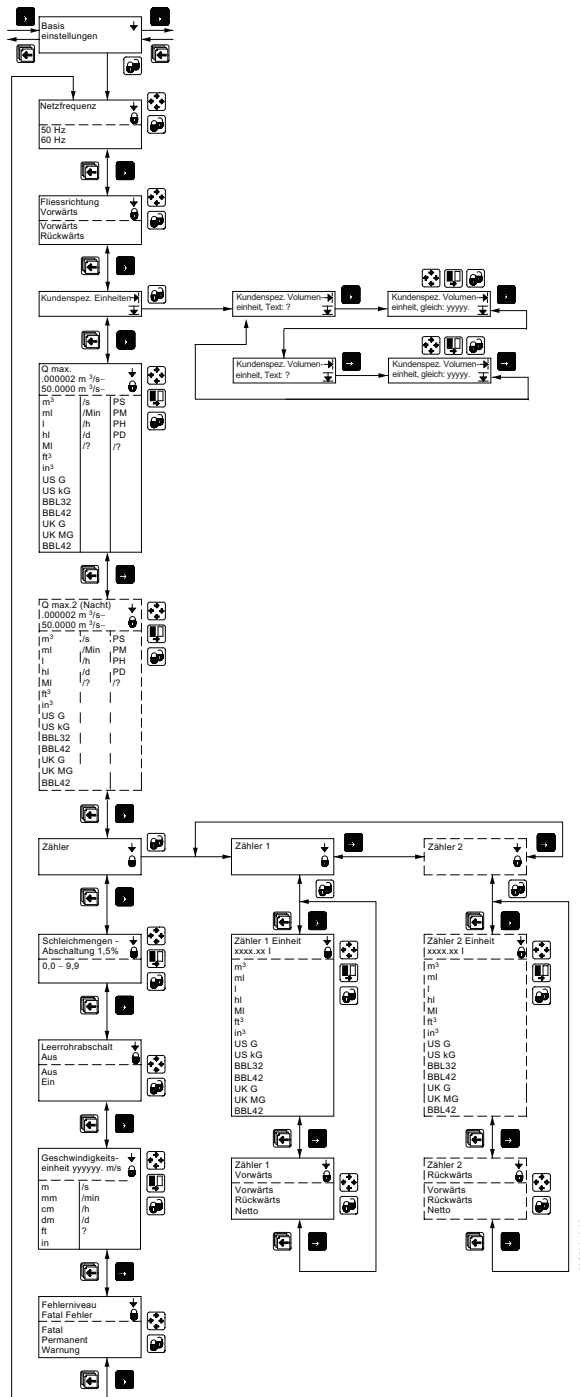 Basis
einstellungen
Netzfrequenz
50 Hz
60 Hz
Fliessrichtung
Vorwärts
Vorwärts
Rückwärts
Kundenspez. Einheiten
Kundenspez. Volumen-
einheit, Text: ?
Kundenspez. Volumen-
einheit, gleich: yyyyy.
Kundenspez. Volumen-
einheit, Text: ?
Kundenspez. Volumen-
einheit, gleich: yyyyy.
Q max.
.000002 m³/s–
50.0000 m³/s–
m³ /s PS
ml /Min PM
l /h PH
hl /d PD
Ml /? /?
ft³
in³
US G
US kG
BBL32
BBL42
UK G
UK MG
BBL42
Q max.2 (Nacht)
.000002 m³/s–
50.0000 m³/s–
m³ /s PS
ml /Min PM
l /h PH
hl /d PD
Ml /? /?
ft³
in³
US G
US kG
BBL32
BBL42
UK G
UK MG
BBL42
Zähler
Zähler 1
Zähler 2
Schleichmengen -
Abschaltung 1,5%
0,0 – 9,9
Zähler 1 Einheit
xxxx.xx l
m³
ml
l
hl
Ml
ft³
in³
US G
US kG
BBL32
BBL42
UK G
UK MG
BBL42
Zähler 2 Einheit
xxxx.xx l
m³
ml
l
hl
Ml
ft³
in³
US G
US kG
BBL32
BBL42
UK G
UK MG
BBL42
Leerrohrabschalt
Aus
Aus
Ein
Geschwindigkeits-
einheit yyyyyy. m/s
m /s
mm /min
cm /h
dm /d
ft ?
in
Zähler 1
Vorwärts
Vorwärts
Rückwärts
Netto
Zähler 2
Rückwärts
Vorwärts
Rückwärts
Netto
Fehlerniveau
Fatal Fehler
Fatal
Permanent
Warnung